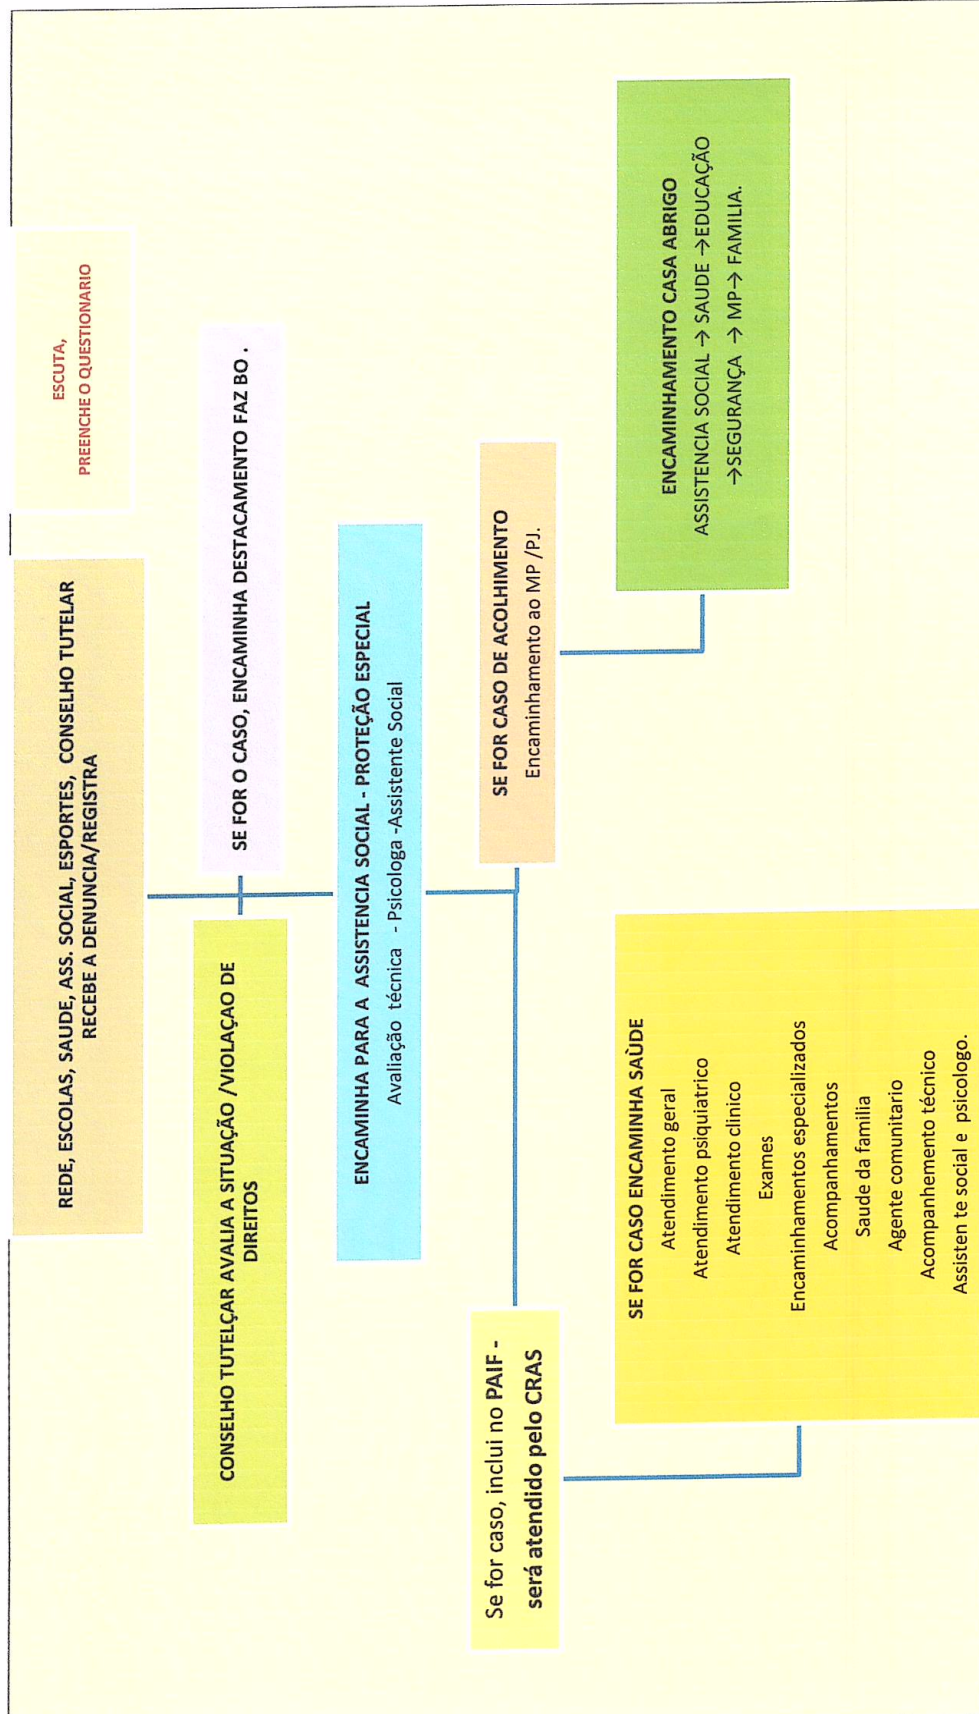 REDE, ESCOLAS, SAUDE, ASS. SOCIAL, ESPORTES, CONSELHO TUTELAR
RECEBE A DENUNCIA/REGISTRA
ESCUTA,
PREENCHE O QUESTIONARIO
CONSELHO TUTELÇAR AVALIA A SITUAÇÃO /VIOLAÇAO DE
DIREITOS
SE FOR O CASO, ENCAMINHA DESTACAMENTO FAZ BO .
ENCAMINHA PARA A ASSISTENCIA SOCIAL - PROTEÇÃO ESPECIAL
Avaliação técnica - Psicologa -Assistente Social
Se for caso, inclui no PAIF -
será atendido pelo CRAS
SE FOR CASO DE ACOLHIMENTO
Encaminhamento ao MP /PJ.
SE FOR CASO ENCAMINHA SAÙDE
Atendimento geral
Atendimento psiquiatrico
Atendimento clinico
Exames
Encaminhamentos especializados
Acompanhamentos
Saude da familia
Agente comunitario
Acompanhemento técnico
Assisten te social e psicologo.
ENCAMINHAMENTO CASA ABRIGO
ASSISTENCIA SOCIAL → SAUDE →EDUCAÇÃO
→SEGURANÇA → MP→ FAMILIA.